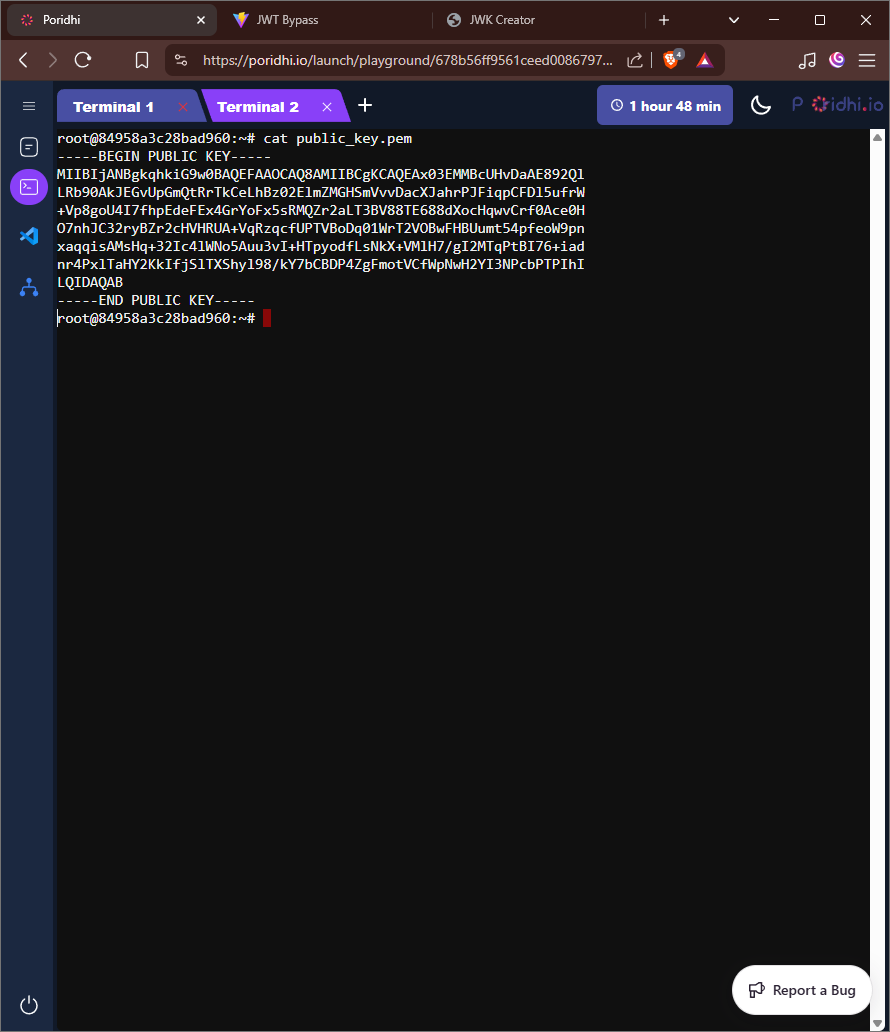 Poridhi
JWT Bypass
JWK Creator
https://poridhi.io/launch/playground/678b56ff9561ceed0086797...
4
Terminal 1
Terminal 2
1 hour 48 min
Poridhi.io
root@84958a3c28bad960:~# cat public_key.pem
-----BEGIN PUBLIC KEY-----
MIIBIjANBgkqhkiG9w0BAQEFAAOCAQ8AMIIBCgKCAQEAx03EMMBcUHvDaAE892Ql
LRb90AkJEGvUpGmQtRrTkCeLhBz02ElmZMGHSmVvvDacXJahrPJFiqpCFDl5ufrW
+Vp8goU4I7fhpEdeFEx4GrYoFx5sRMQZr2aLT3BV88TE688dXocHqwvCrf0Ace0H
O7nhJC32ryBZr2cHVHRUA+VqRzqcfUPTVBoDq01WrT2VOBwFHBUumt54pfeoW9pn
xaqqisAMsHq+32Ic4lWNo5Auu3vI+HTpyodfLsNkX+VMlH7/gI2MTqPtBI76+iad
nr4PxlTaHY2KkIfjSlTXShyl98/kY7bCBDP4ZgFmotVCfWpNwH2YI3NPcbPTPIhI
LQIDAQAB
-----END PUBLIC KEY-----
root@84958a3c28bad960:~#
Report a Bug